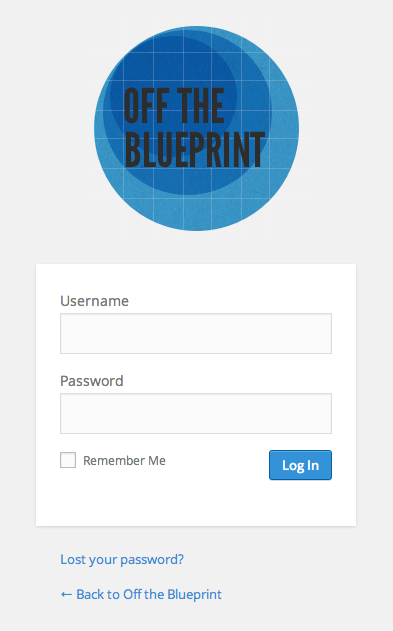 OFF THE
BLUEPRINT
Username
Password
Remember Me
Log In
Lost your password?
← Back to Off the Blueprint